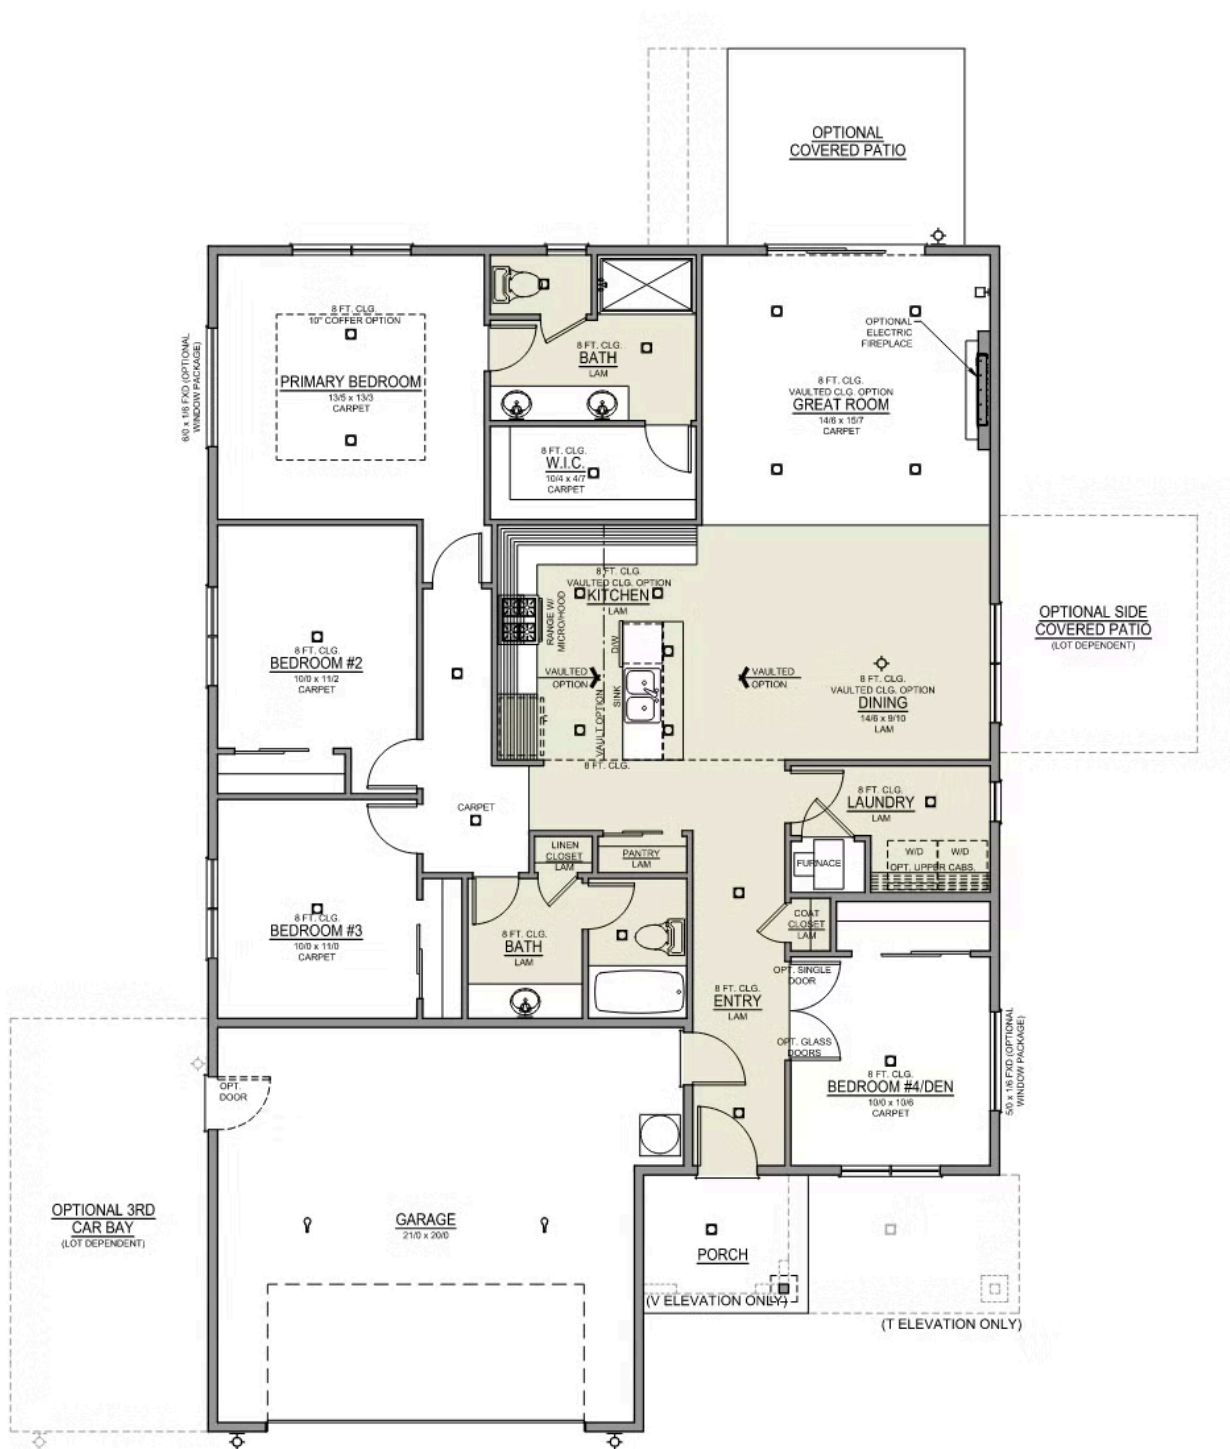 OPTIONAL
COVERED PATIO
8 FT. CLG.
10" COFFER OPTION
PRIMARY BEDROOM
13/5 x 13/3
CARPET
6/0 x 1/6 FXD (OPTIONAL
WINDOW PACKAGE)
8 FT. CLG.
BATH
LAM
8 FT. CLG.
W.I.C.
10/4 x 4/7
CARPET
OPTIONAL
ELECTRIC
FIREPLACE
8 FT. CLG.
VAULTED CLG. OPTION
GREAT ROOM
14/6 x 15/7
CARPET
8 FT. CLG.
VAULTED CLG. OPTION
KITCHEN
LAM
RANGE W/
MICRO/HOOD
D/W
SINK
F
VAULTED
OPTION
VAULT OPTION
8 FT. CLG.
VAULTED
OPTION
8 FT. CLG.
VAULTED CLG. OPTION
DINING
14/6 x 9/10
LAM
OPTIONAL SIDE
COVERED PATIO
(LOT DEPENDENT)
8 FT. CLG.
BEDROOM #2
10/0 x 11/2
CARPET
CARPET
8 FT. CLG.
LAUNDRY
LAM
W/D
W/D
OPT. UPPER CABS.
FURNACE
LINEN
CLOSET
LAM
PANTRY
LAM
8 FT. CLG.
BEDROOM #3
10/0 x 11/0
CARPET
8 FT. CLG.
BATH
LAM
COAT
CLOSET
LAM
OPT. SINGLE
DOOR
8 FT. CLG.
ENTRY
LAM
OPT. GLASS
DOORS
8 FT. CLG.
BEDROOM #4/DEN
10/0 x 10/6
CARPET
5/0 x 1/6 FXD (OPTIONAL
WINDOW PACKAGE)
OPT.
DOOR
OPTIONAL 3RD
CAR BAY
(LOT DEPENDENT)
GARAGE
21/0 x 20/0
PORCH
(V ELEVATION ONLY)
(T ELEVATION ONLY)